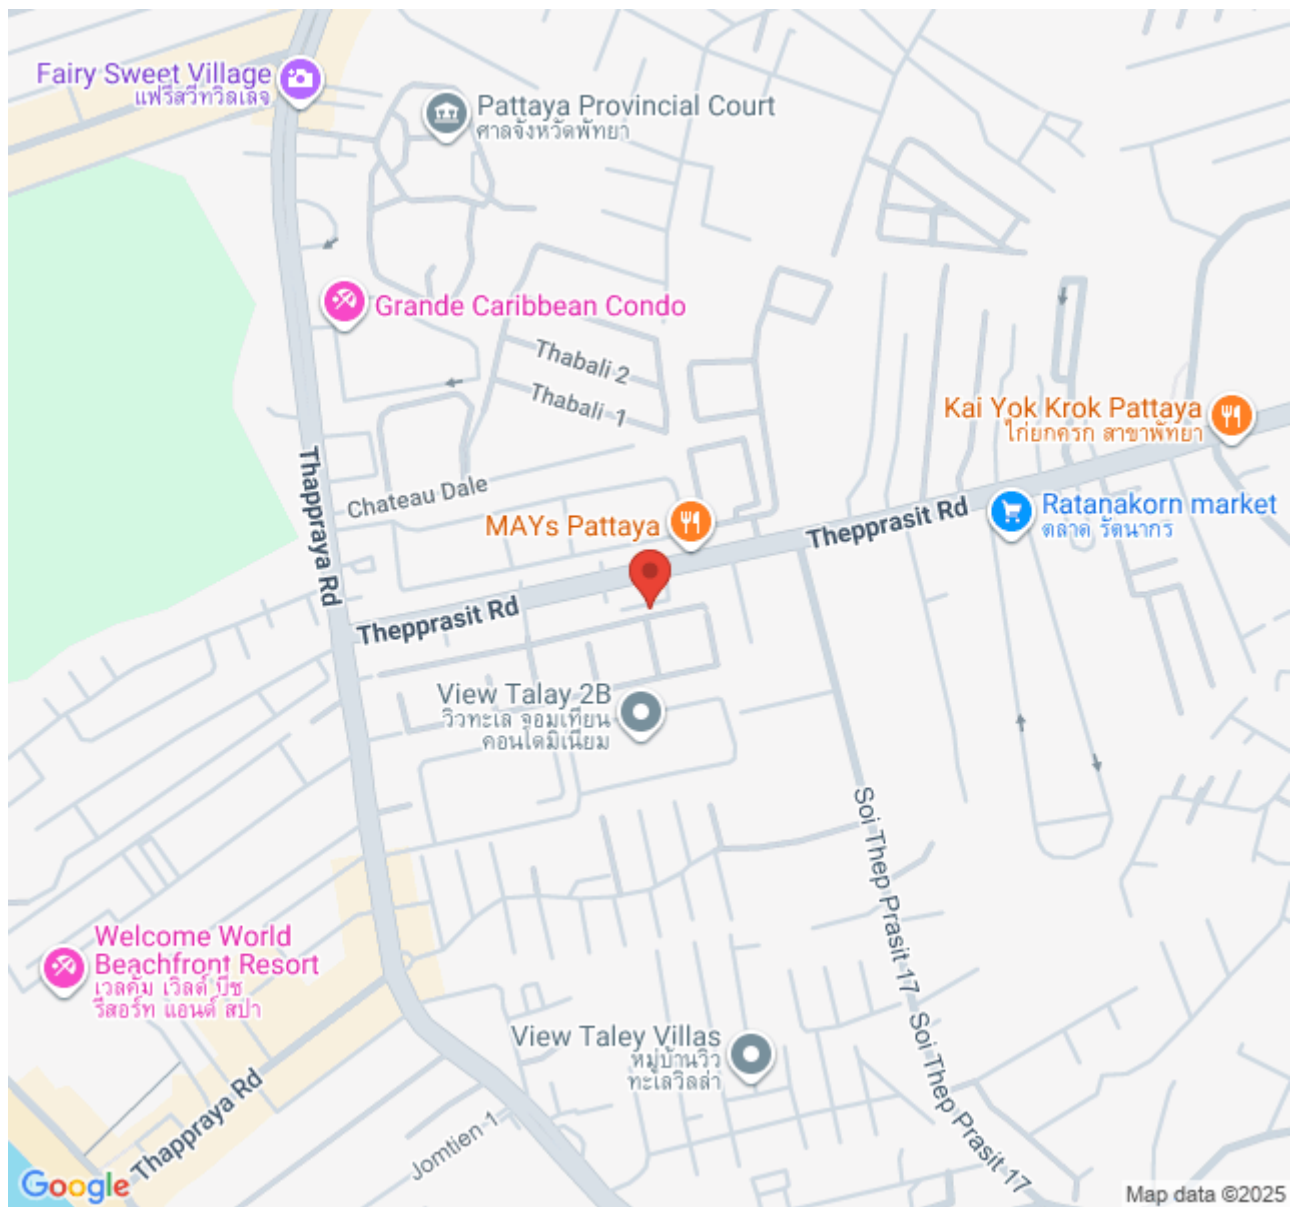 Fairy Sweet Village
แฟรี่สวีทวิลเลจ
Pattaya Provincial Court
ศาลจังหวัดพัทยา
Grande Caribbean Condo
Thabali 2
Thabali 1
Kai Yok Krok Pattaya
ไก่ยกครก สาขาพัทยา
Chateau Dale
Thappraya Rd
MAYs Pattaya
Thepprasit Rd
Ratanakorn market
ตลาด รัตนากร
Thepprasit Rd
View Talay 2B
วิวทะเล จอมเทียน
คอนโดมิเนียม
Soi Thep Prasit 17
Welcome World
Beachfront Resort
เวลคัม เวิลด์ บีช
รีสอร์ท แอนด์ สปา
View Taley Villas
หมู่บ้านวิว
ทะเลวิลล่า
Soi Thep Prasit 17
Thappraya Rd
Jomtien 1
Google
Map data ©2025